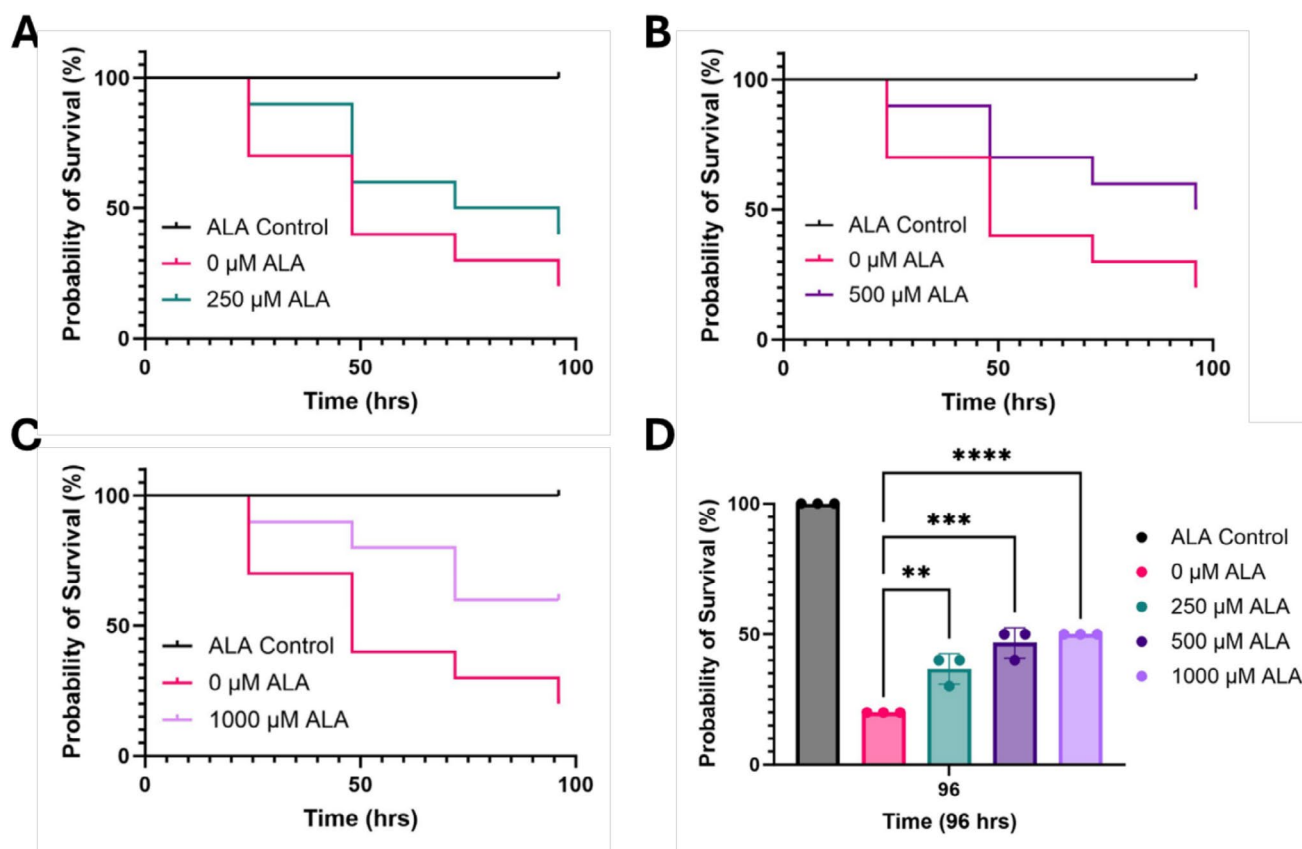 A
Probability of Survival (%)
100
50
0
ALA Control
0 µM ALA
250 µM ALA
0
50
100
Time (hrs)
B
Probability of Survival (%)
100
50
0
ALA Control
0 µM ALA
500 µM ALA
0
50
100
Time (hrs)
C
Probability of Survival (%)
100
50
0
ALA Control
0 µM ALA
1000 µM ALA
0
50
100
Time (hrs)
D
Probability of Survival (%)
100
50
0
****
***
**
96
Time (96 hrs)
ALA Control
0 µM ALA
250 µM ALA
500 µM ALA
1000 µM ALA